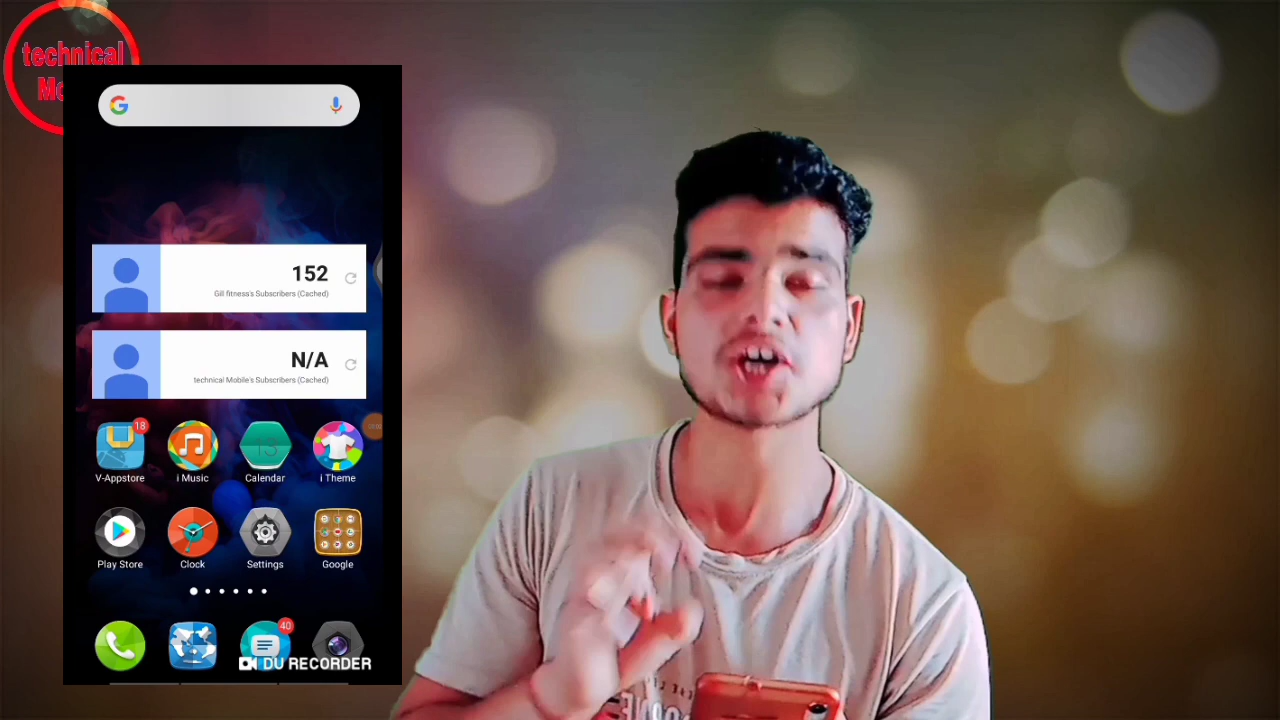 technical
152
Gill fitness's Subscribers (Cached)
N/A
technical Mobile's Subscribers (Cached)
18
13
V-Appstore
i Music
Calendar
i Theme
Play Store
Clock
Settings
Google
40
DU RECORDER